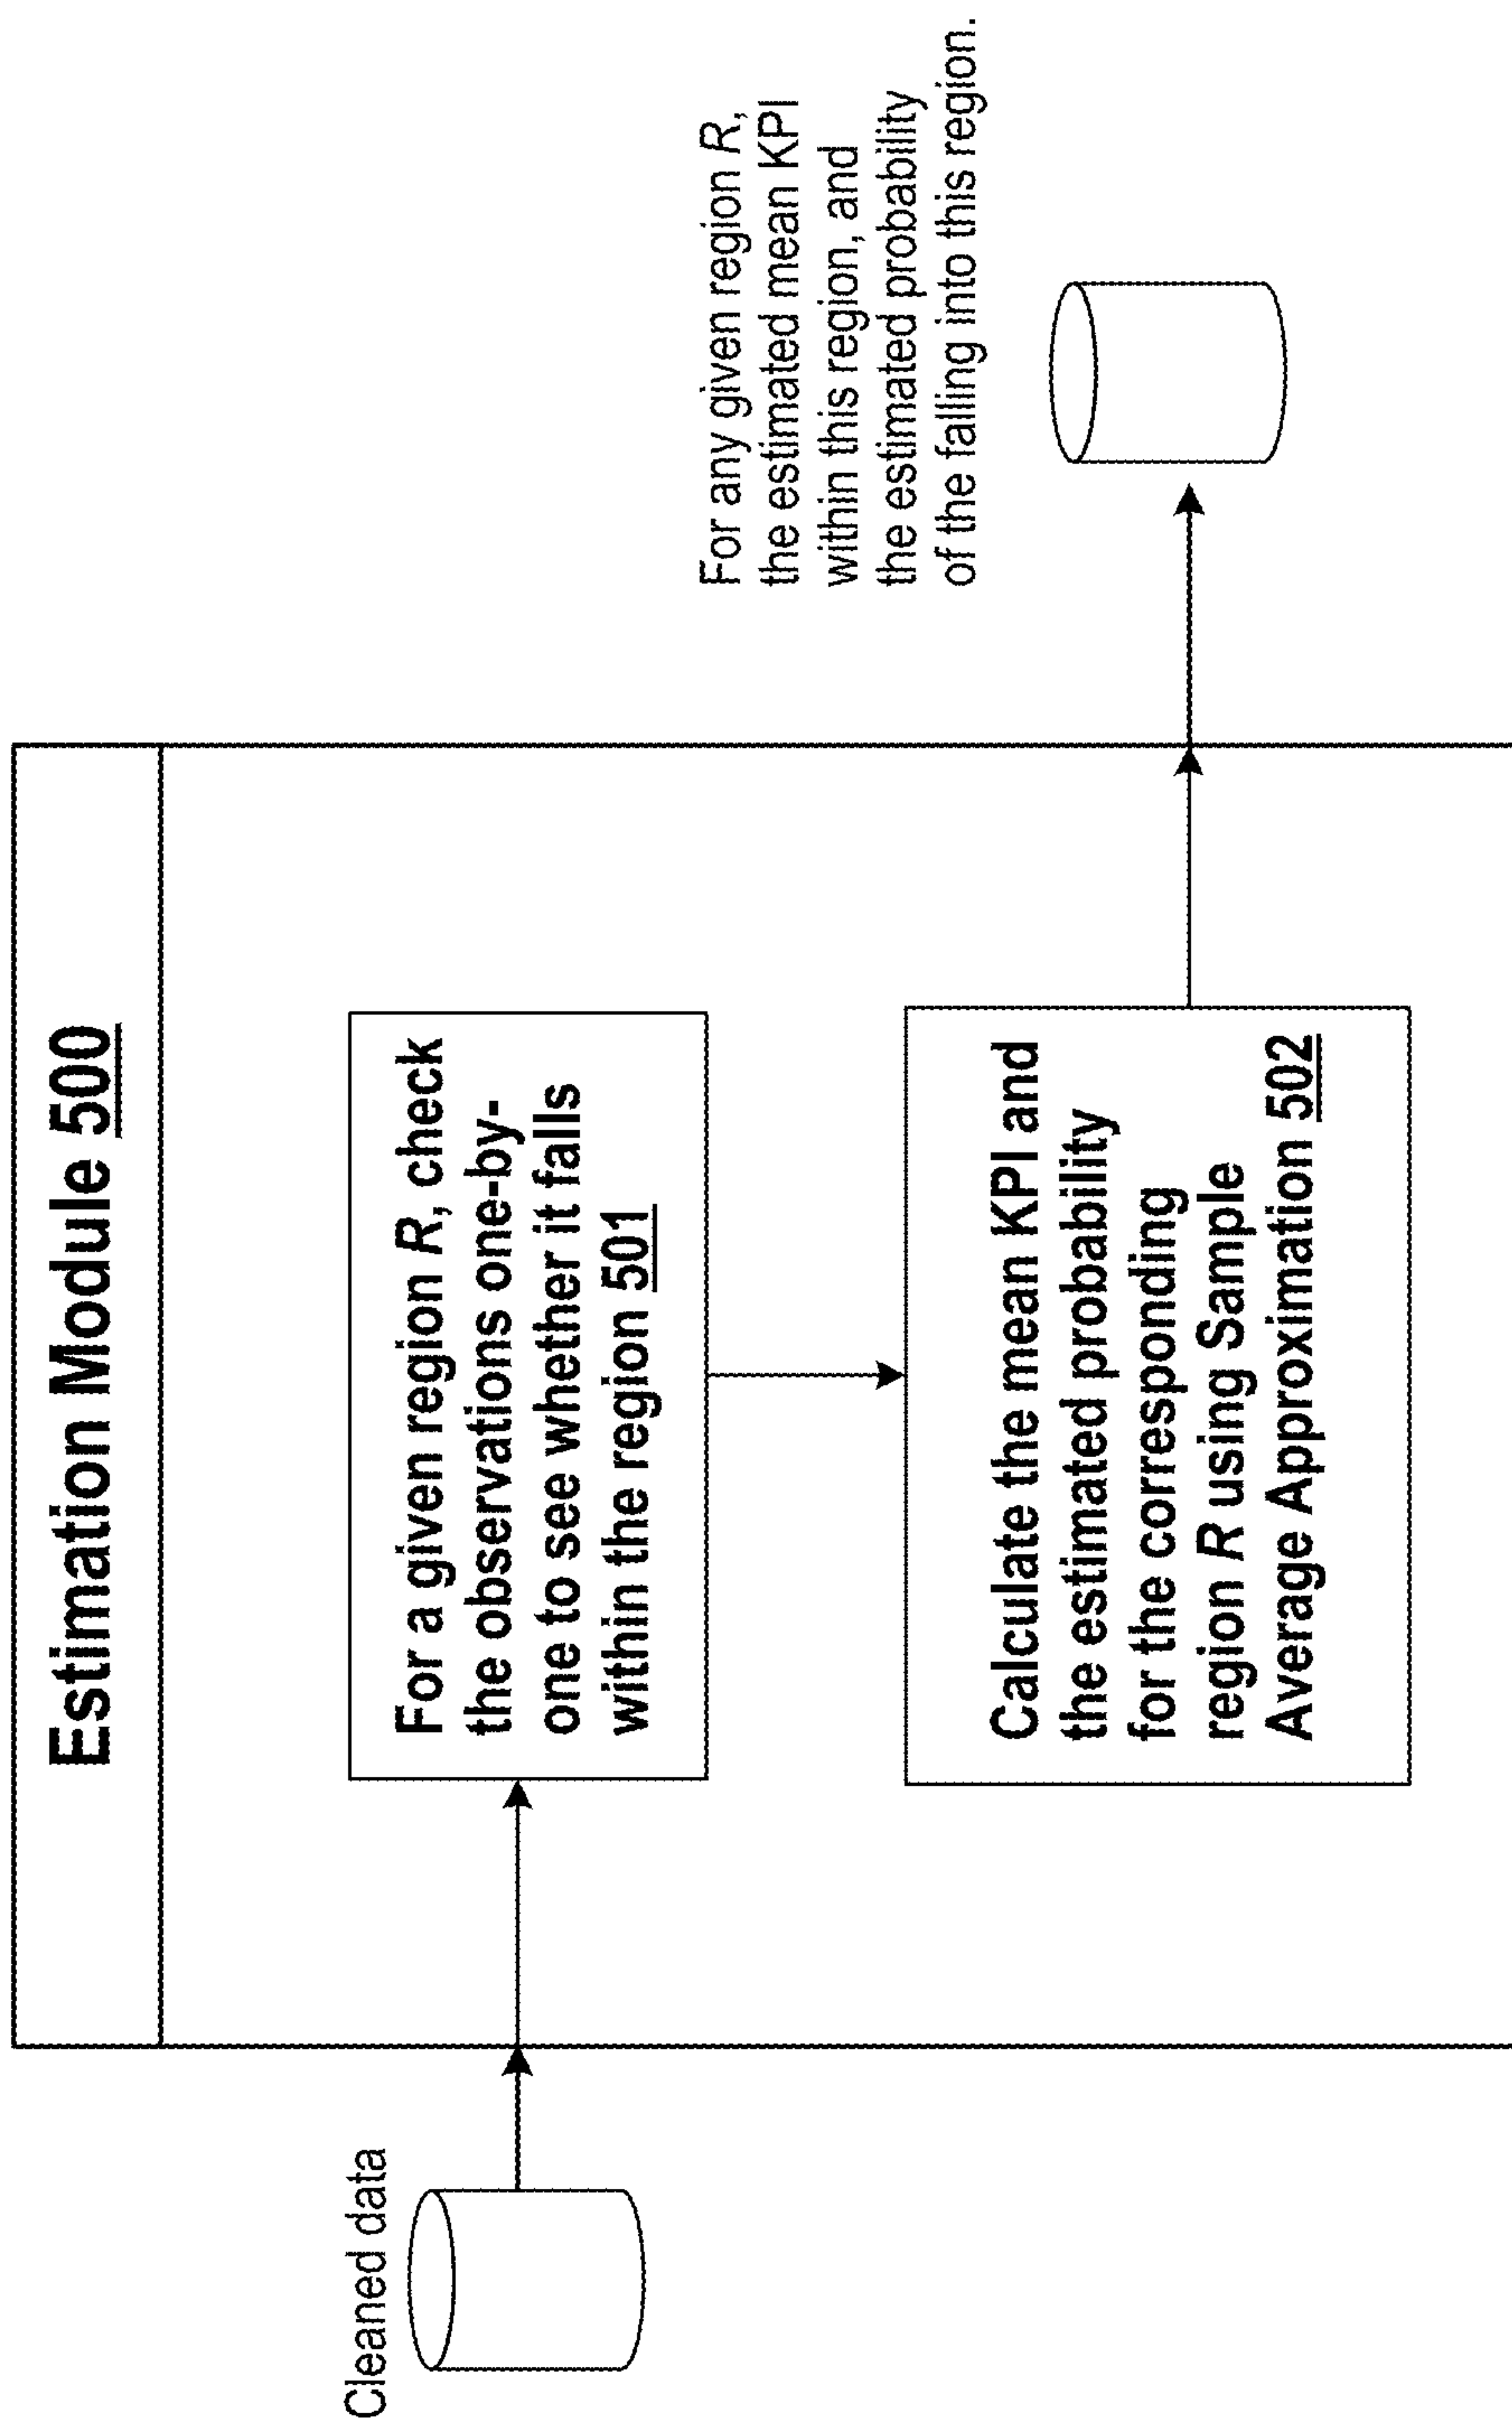 Estimation Module 500
Cleaned data
For a given region R, check
the observations one-by-
one to see whether it falls
within the region 501
Calculate the mean KPI and
the estimated probability
for the corresponding
region R using Sample
Average Approximation 502
For any given region R,
the estimated mean KPI
within this region, and
the estimated probability
of the falling into this region.